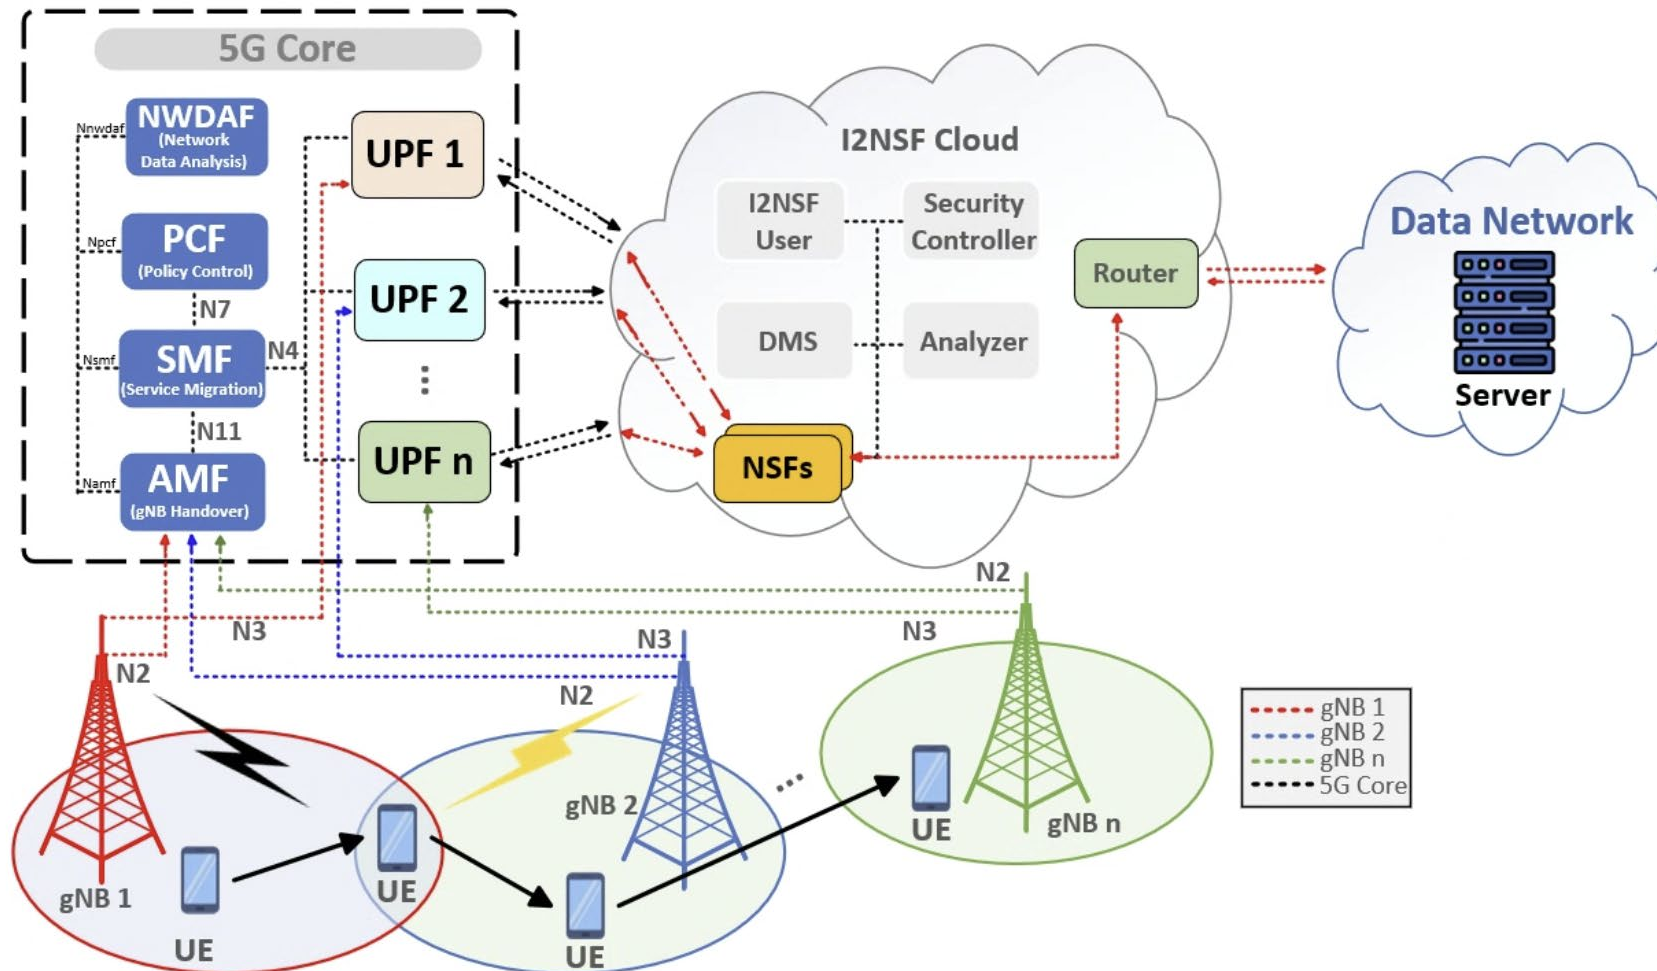 5G Core
NWDAF
(Network
Data Analysis)
Nnwdaf
PCF
(Policy Control)
Npcf
N7
SMF
(Service Migration)
Nsmf
N4
N11
AMF
(gNB Handover)
Namf
UPF 1
UPF 2
UPF n
I2NSF Cloud
I2NSF
User
Security
Controller
DMS
Analyzer
NSFs
Router
Data Network
Server
N2
N3
N3
N3
N2
N2
gNB 1
UE
UE
gNB 2
UE
UE
gNB n
gNB 1
gNB 2
gNB n
5G Core